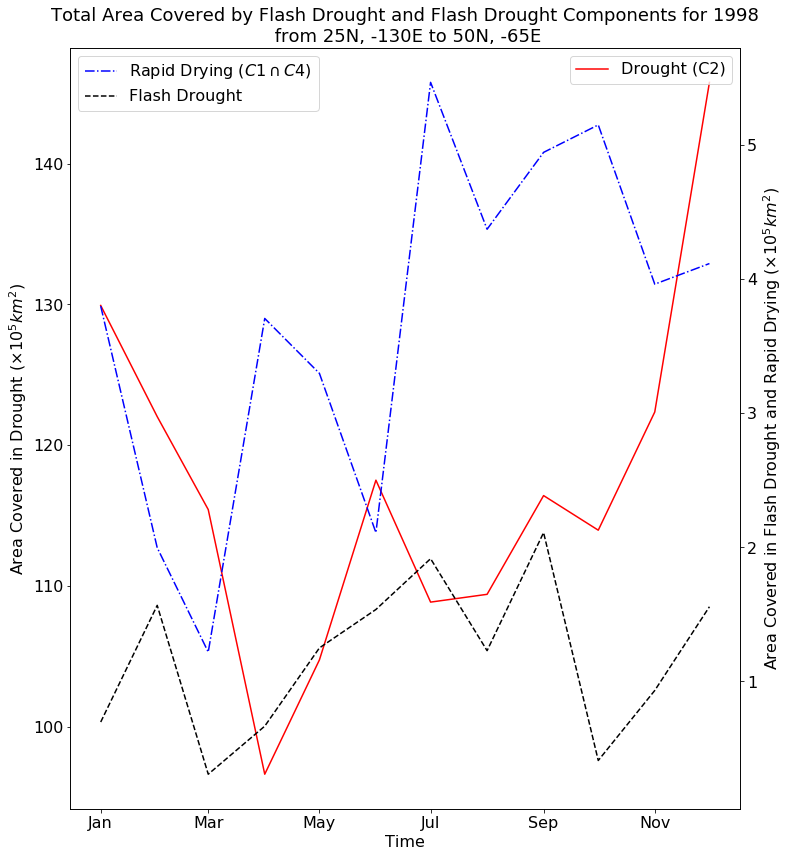 Total Area Covered by Flash Drought and Flash Drought Components for 1998
from 25N, -130E to 50N, -65E
Rapid Drying (C1 ∩ C4)
Flash Drought
Drought (C2)
Area Covered in Drought (×10⁵km²)
140
130
120
110
100
Area Covered in Flash Drought and Rapid Drying (×10⁵km²)
5
4
3
2
1
Jan
Mar
May
Jul
Sep
Nov
Time